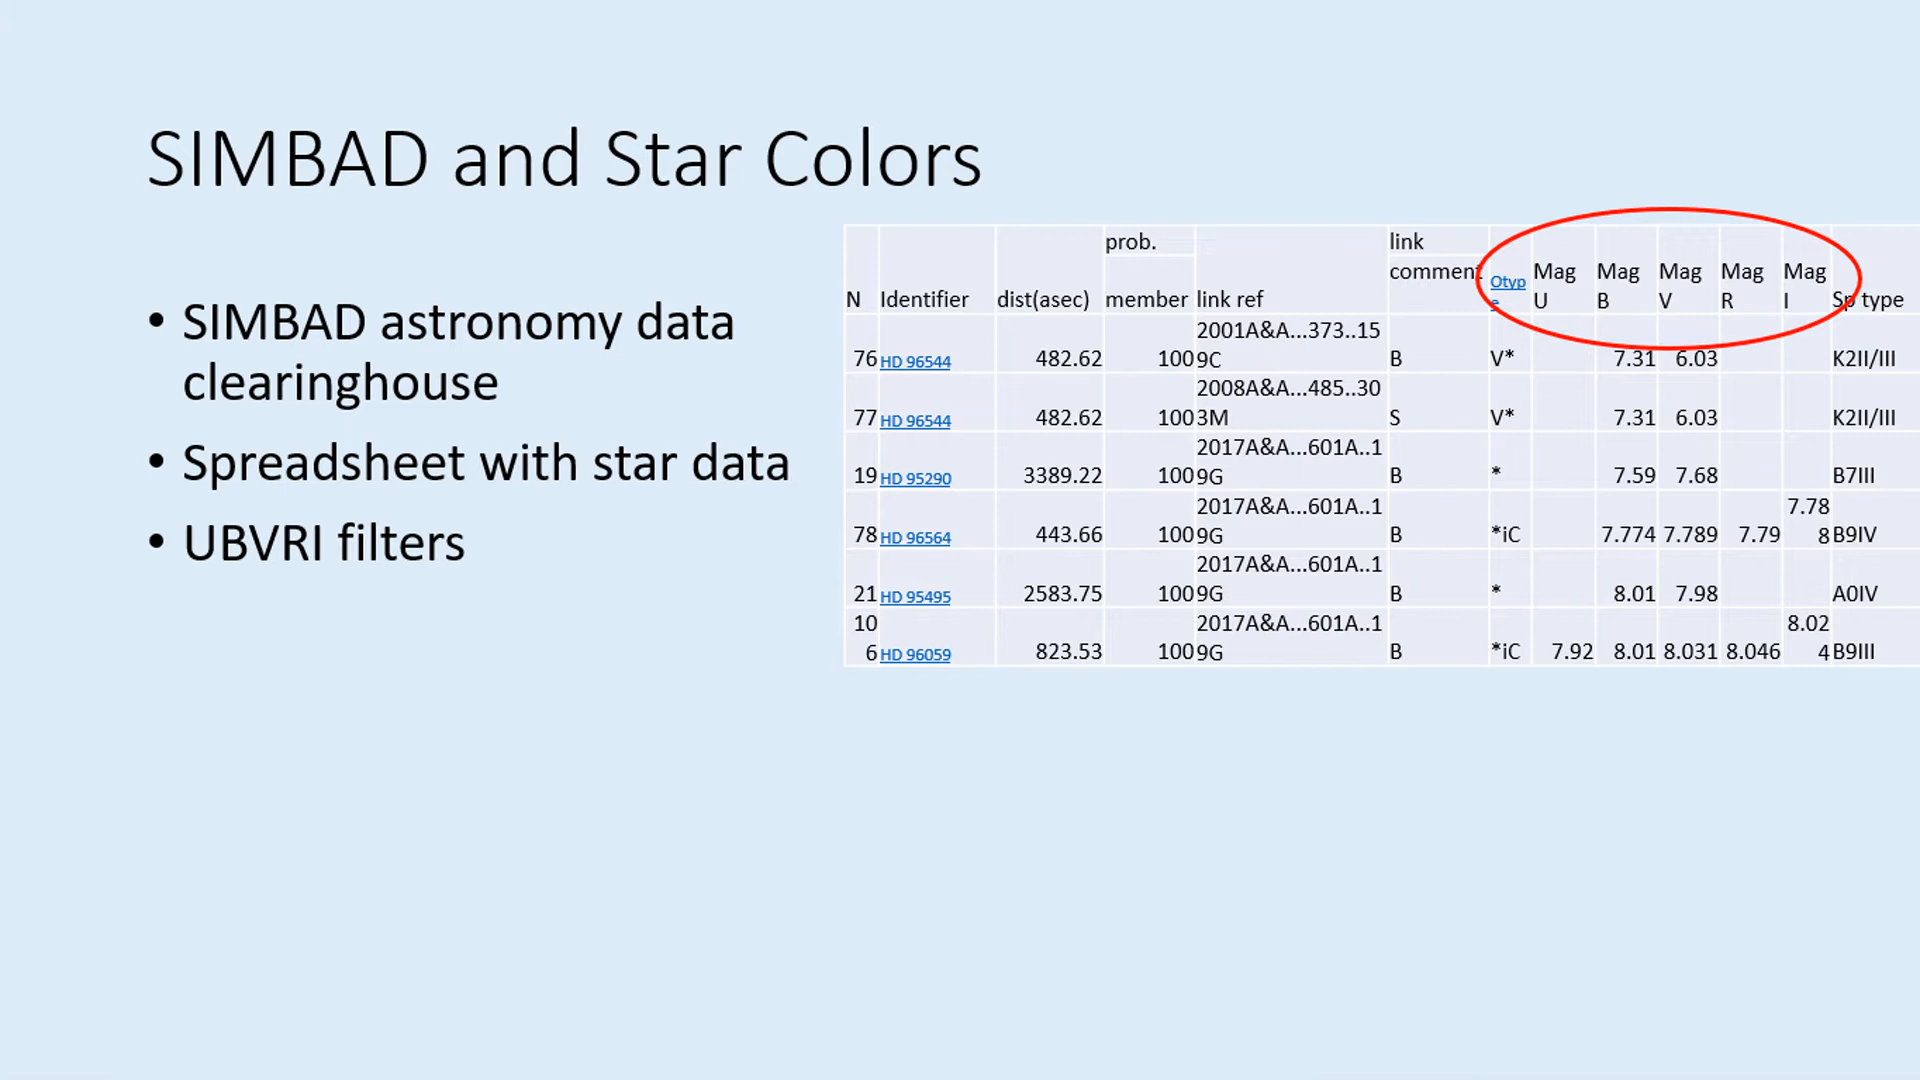 SIMBAD and Star Colors
• SIMBAD astronomy data
clearinghouse
• Spreadsheet with star data
• UBVRI filters
prob. link
comment Otyp Mag Mag Mag Mag Mag
N Identifier dist(asec) member link ref e U B V R I Sp type
2001A&A...373..15
76 HD 96544 482.62 100 9C B V* 7.31 6.03 K2II/III
2008A&A...485..30
77 HD 96544 482.62 100 3M S V* 7.31 6.03 K2II/III
2017A&A...601A..1
19 HD 95290 3389.22 100 9G B * 7.59 7.68 B7III
2017A&A...601A..1 7.78
78 HD 96564 443.66 100 9G B *iC 7.774 7.789 7.79 8 B9IV
2017A&A...601A..1
21 HD 95495 2583.75 100 9G B * 8.01 7.98 A0IV
10 2017A&A...601A..1 8.02
6 HD 96059 823.53 100 9G B *iC 7.92 8.01 8.031 8.046 4 B9III